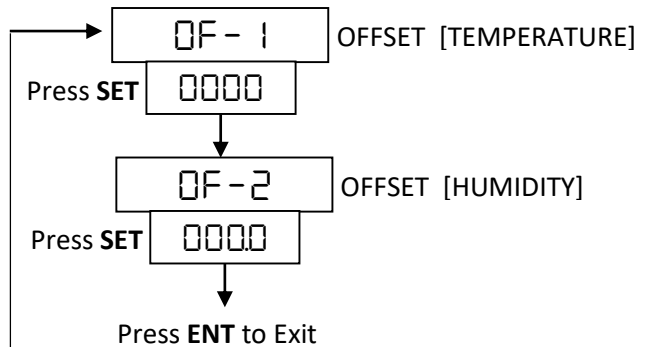 OF-1 OFFSET [TEMPERATURE]
Press SET 0000
OF-2 OFFSET [HUMIDITY]
Press SET 000.0
Press ENT to Exit